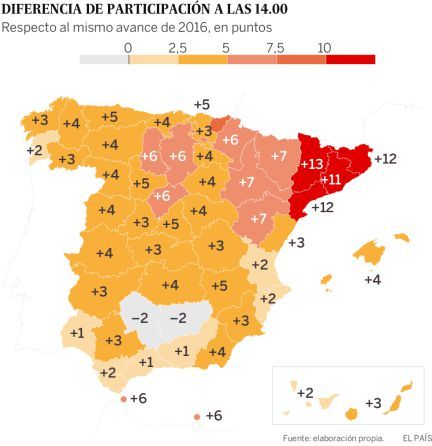 DIFERENCIA DE PARTICIPACIÓN A LAS 14.00
Respecto al mismo avance de 2016, en puntos
0 2,5 5 7,5 10
+5
+3 +4 +5 +4 +3 +6
+2 +3 +4 +6 +6 +4 +7 +13 +12
+4 +5 +4 +7 +11
+4 +3 +6 +5 +4 +7 +12
+4 +3 +4 +3
+3 +4 +5 +2 +4
+1 +3 −2 −2 +3 +2
+2 +1 +1 +4
+6 +6
+2 +3
Fuente: elaboración propia. EL PAÍS